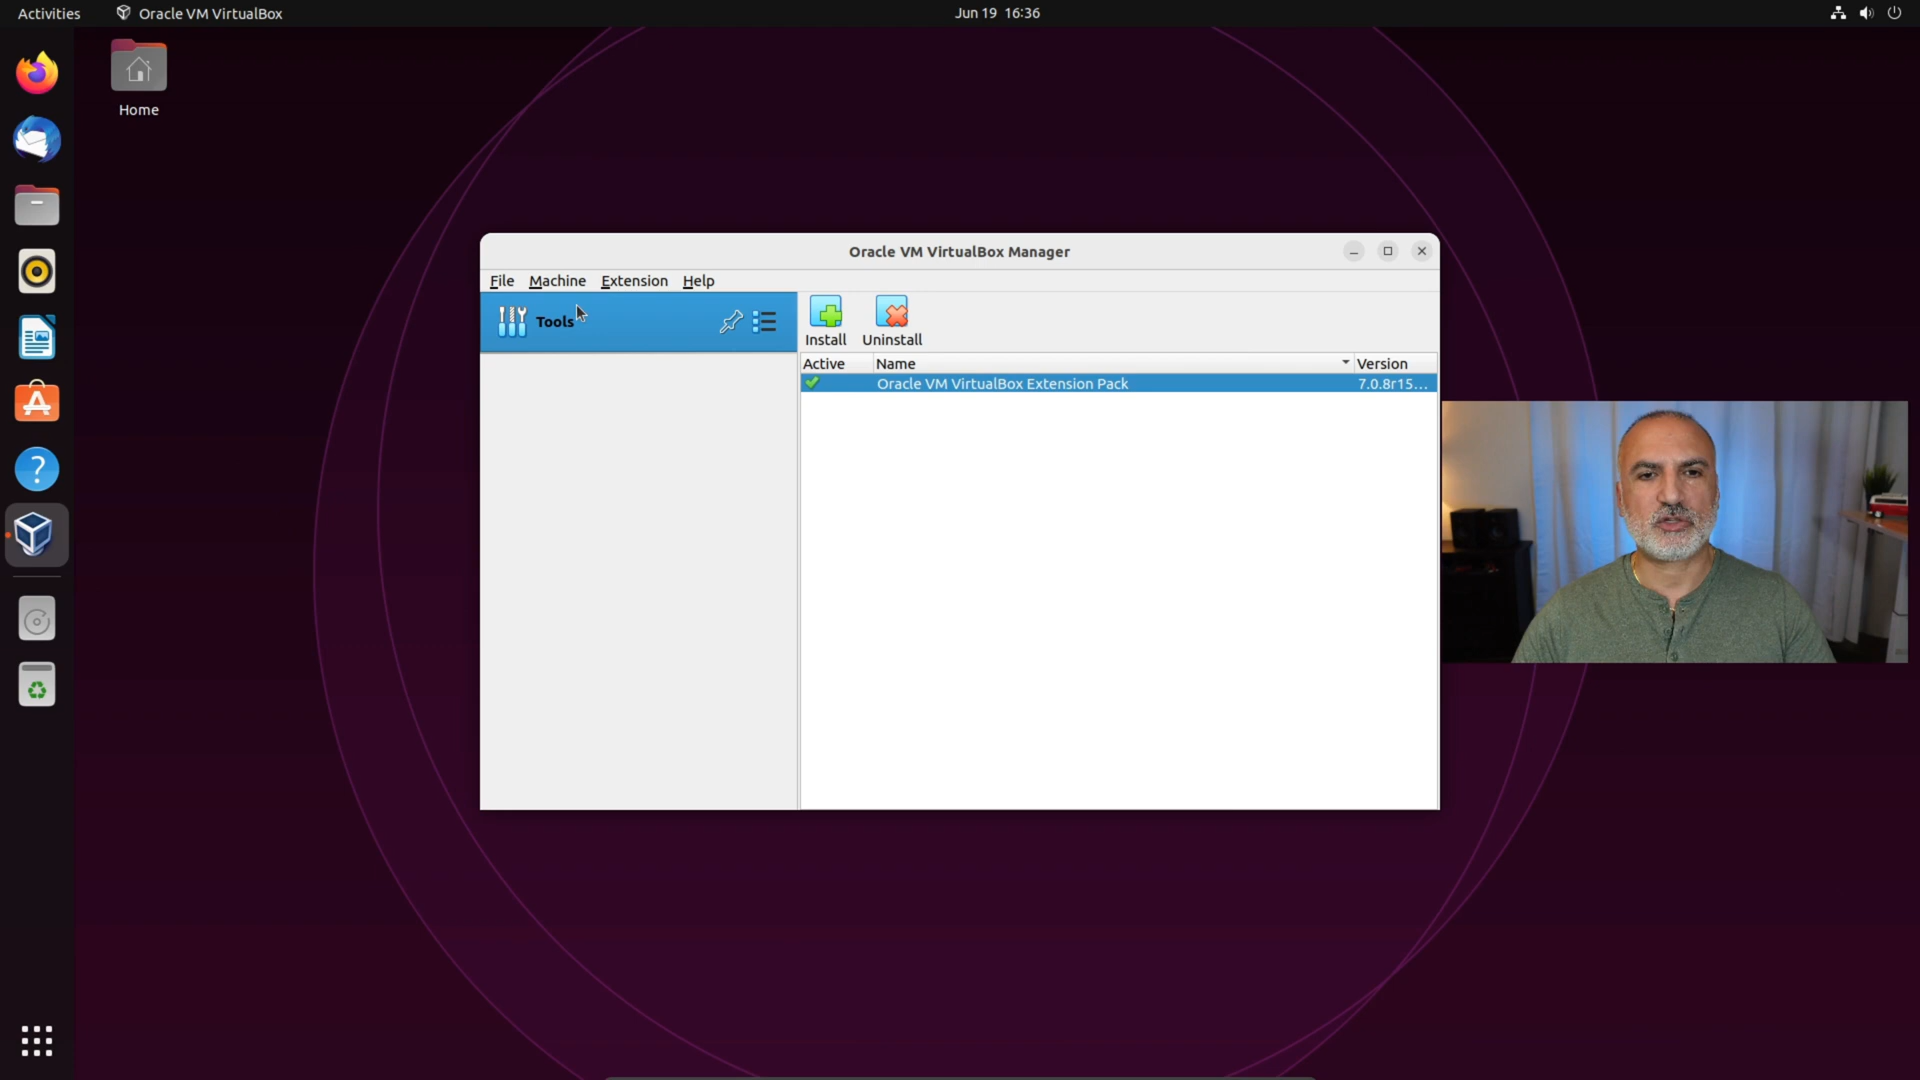 Activities
Oracle VM VirtualBox
Jun 19 16:36
Home
Oracle VM VirtualBox Manager
File Machine Extension Help
Tools
Install
Uninstall
Active Name Version
Oracle VM VirtualBox Extension Pack 7.0.8r15...